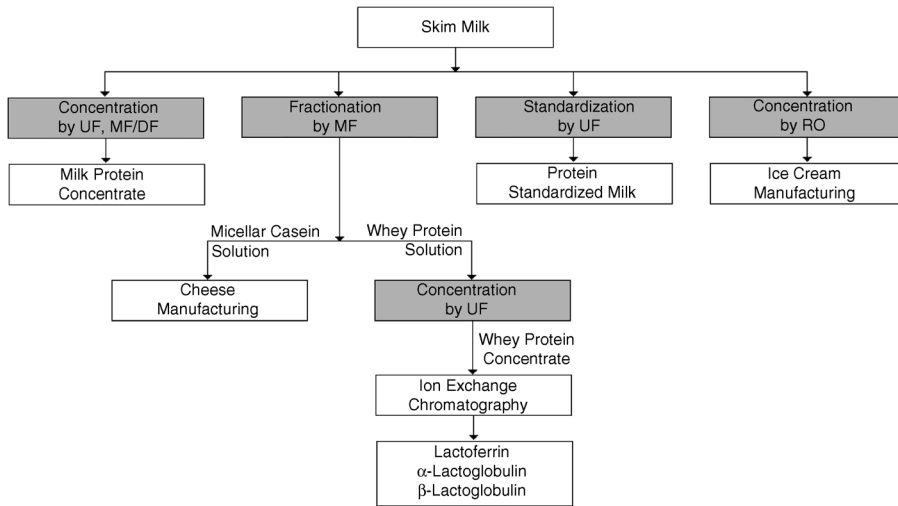 Skim Milk
Concentration
by UF, MF/DF
Fractionation
by MF
Standardization
by UF
Concentration
by RO
Milk Protein
Concentrate
Protein
Standardized Milk
Ice Cream
Manufacturing
Micellar Casein
Solution
Whey Protein
Solution
Cheese
Manufacturing
Concentration
by UF
Whey Protein
Concentrate
Ion Exchange
Chromatography
Lactoferrin
α-Lactoglobulin
β-Lactoglobulin